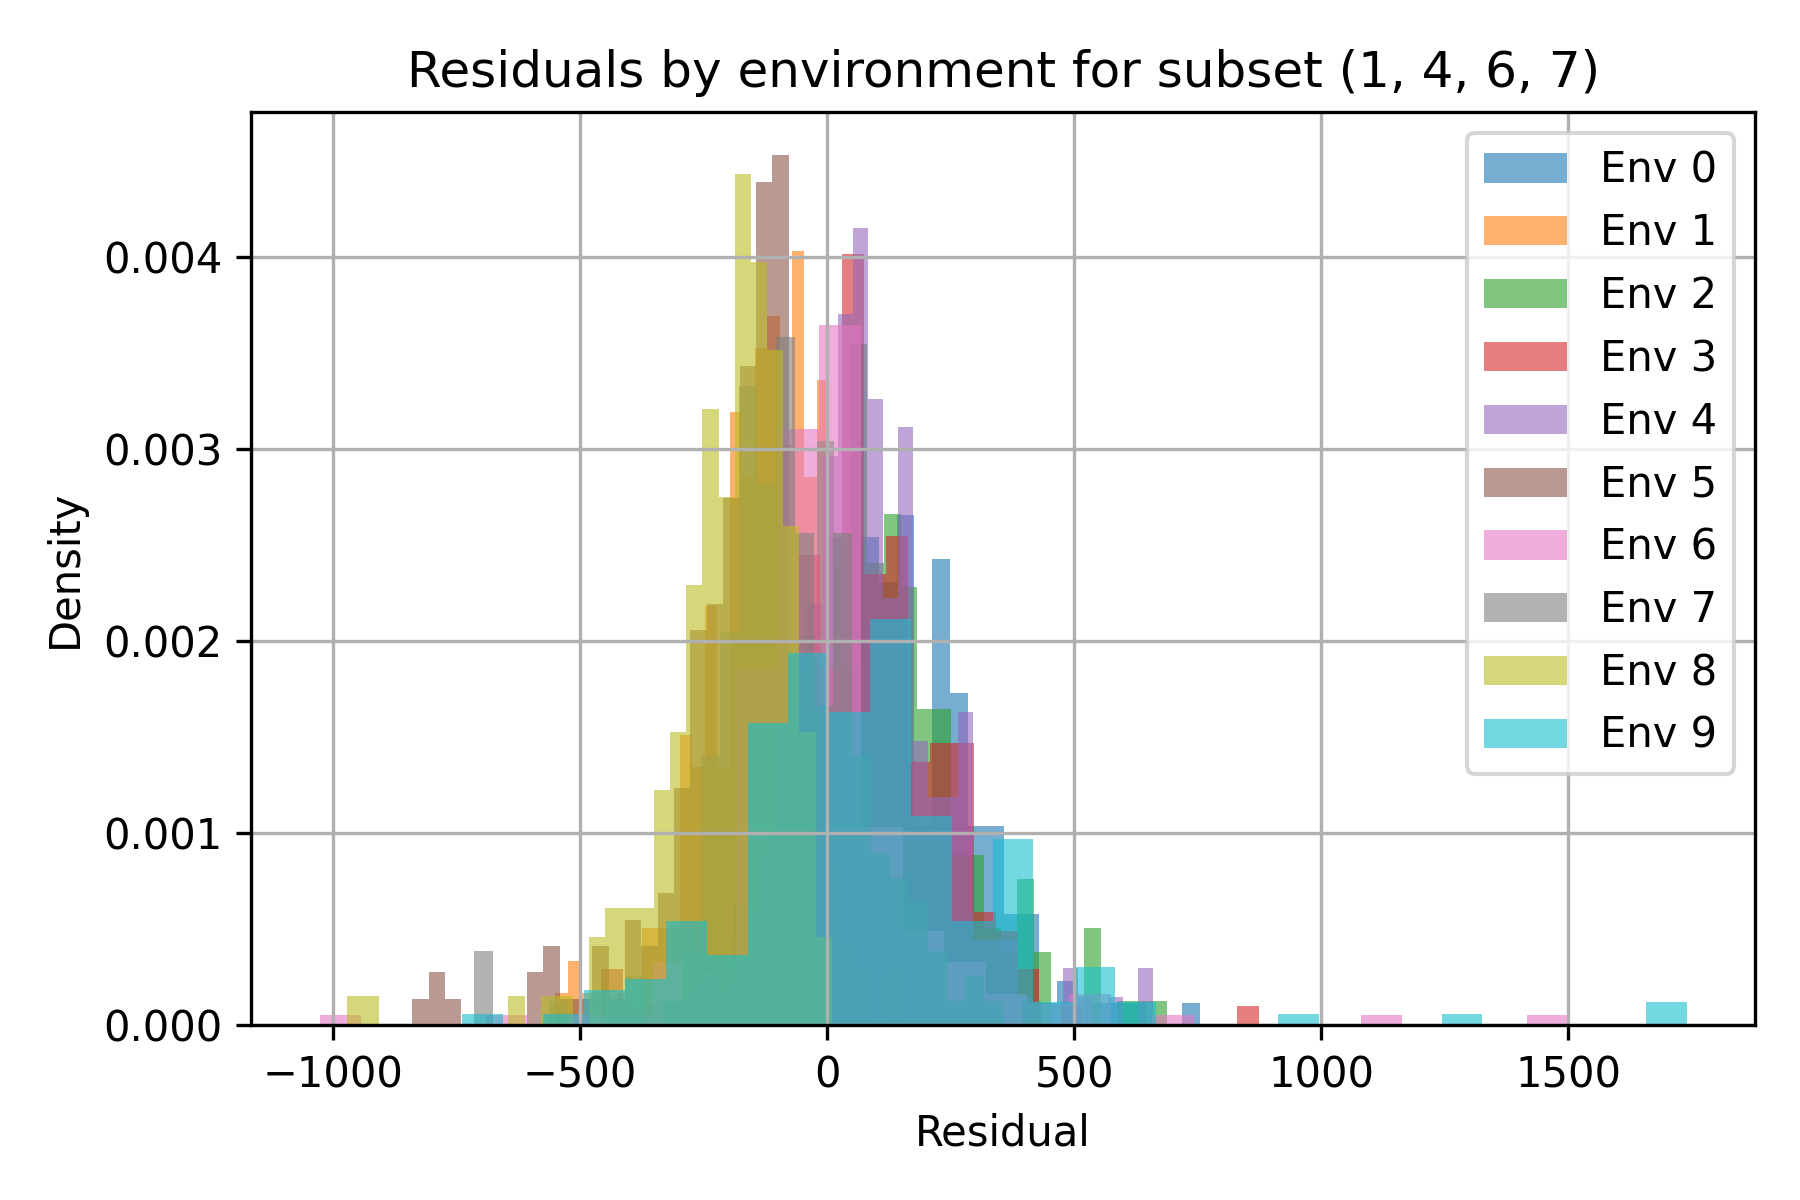 Residuals by environment for subset (1, 4, 6, 7)
Env 0
Env 1
Env 2
Env 3
Env 4
Env 5
Env 6
Env 7
Env 8
Env 9
Density
0.004
0.003
0.002
0.001
0.000
−1000
−500
0
500
1000
1500
Residual